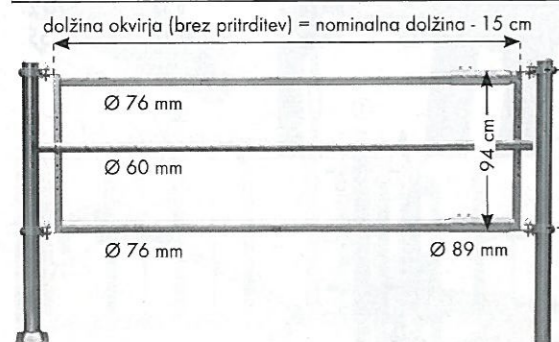 dolžina okvirja (brez pritrditev) = nominalna dolžina - 15 cm
Ø 76 mm
94 cm
Ø 60 mm
Ø 76 mm
Ø 89 mm